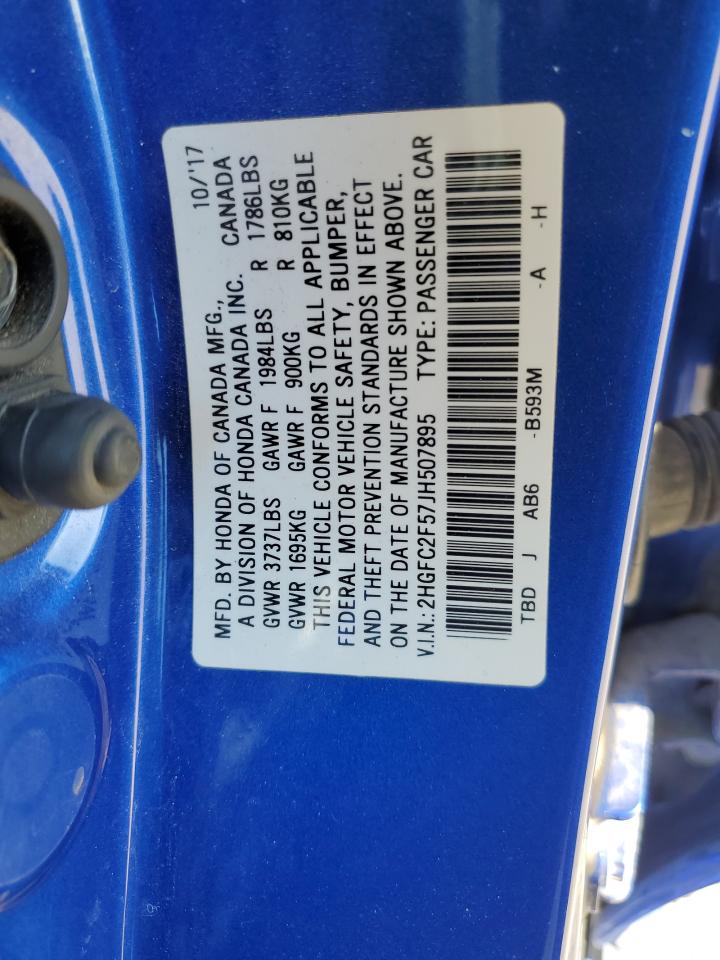 MFD. BY HONDA OF CANADA MFG., 10/'17
A DIVISION OF HONDA CANADA INC. CANADA
GVWR 3737LBS GAWR F 1984LBS R 1786LBS
GVWR 1695KG GAWR F 900KG R 810KG
THIS VEHICLE CONFORMS TO ALL APPLICABLE
FEDERAL MOTOR VEHICLE SAFETY, BUMPER,
AND THEFT PREVENTION STANDARDS IN EFFECT
ON THE DATE OF MANUFACTURE SHOWN ABOVE.
V.I.N.: 2HGFC2F57JH507895 TYPE: PASSENGER CAR
TBD J AB6 -B593M -A -H